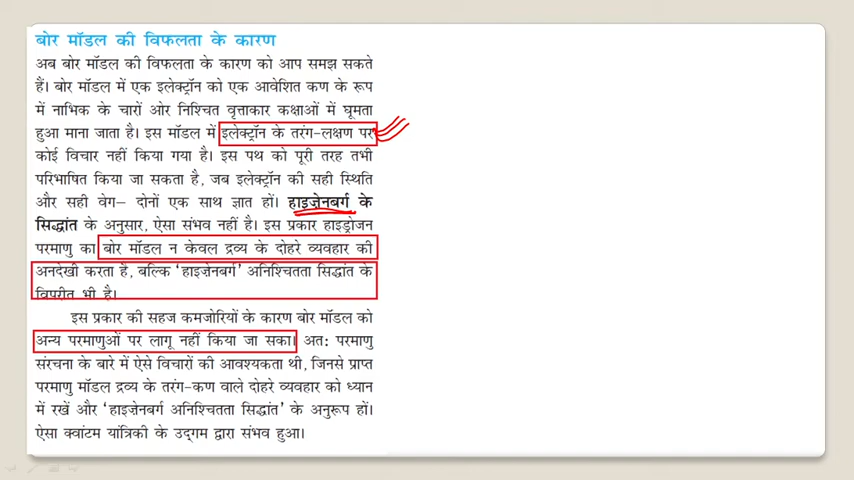 बोर मॉडल की विफलता के कारण
अब बोर मॉडल की विफलता के कारण को आप समझ सकते
हैं। बोर मॉडल में एक इलेक्ट्रॉन को एक आवेशित कण के रूप
में नाभिक के चारों ओर निश्चित वृत्ताकार कक्षाओं में घूमता
हुआ माना जाता है। इस मॉडल में इलेक्ट्रॉन के तरंग-लक्षण पर
कोई विचार नहीं किया गया है। इस पथ को पूरी तरह तभी
परिभाषित किया जा सकता है, जब इलेक्ट्रॉन की सही स्थिति
और सही वेग– दोनों एक साथ ज्ञात हों। हाइज़ेनबर्ग के
सिद्धांत के अनुसार, ऐसा संभव नहीं है। इस प्रकार हाइड्रोजन
परमाणु का बोर मॉडल न केवल द्रव्य के दोहरे व्यवहार की
अनदेखी करता है, बल्कि ‘हाइज़ेनबर्ग’ अनिश्चितता सिद्धांत के
विपरीत भी है।
इस प्रकार की सहज कमजोरियों के कारण बोर मॉडल को
अन्य परमाणुओं पर लागू नहीं किया जा सका। अतः परमाणु
संरचना के बारे में ऐसे विचारों की आवश्यकता थी, जिनसे प्राप्त
परमाणु मॉडल द्रव्य के तरंग-कण वाले दोहरे व्यवहार को ध्यान
में रखें और ‘हाइज़ेनबर्ग अनिश्चितता सिद्धांत’ के अनुरूप हों।
ऐसा क्वांटम यांत्रिकी के उद्‌गम द्वारा संभव हुआ।